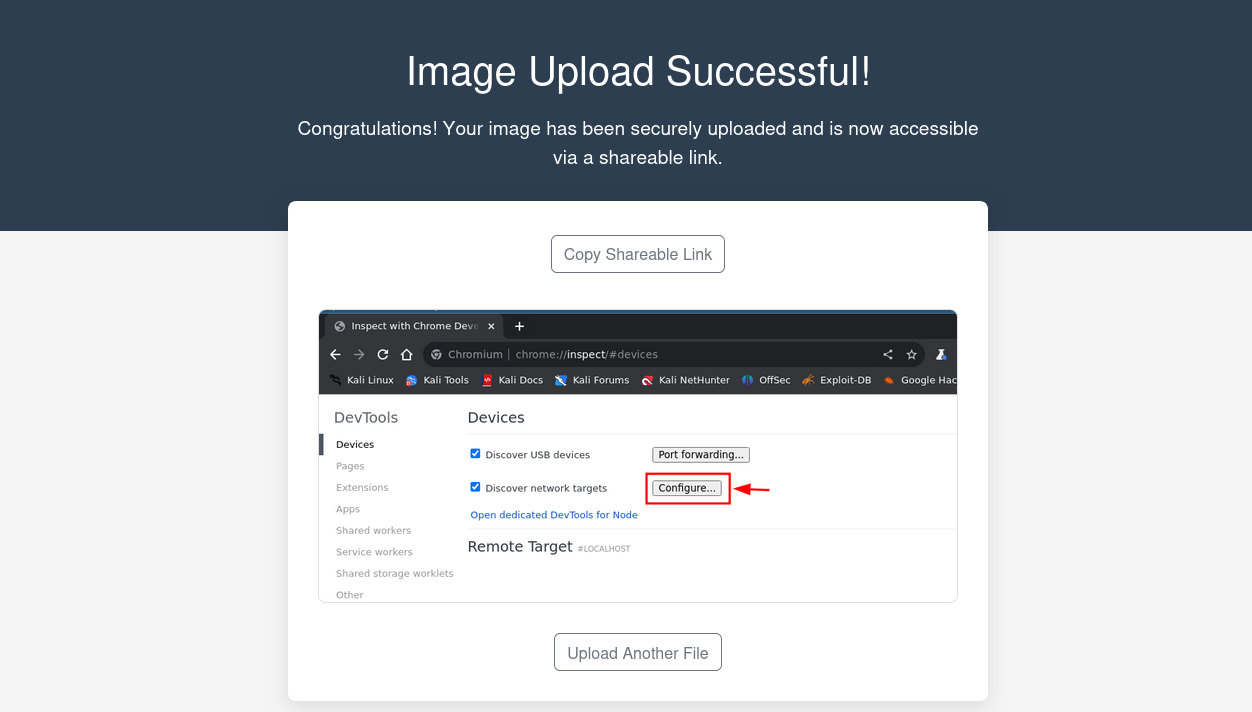 Image Upload Successful!
Congratulations! Your image has been securely uploaded and is now accessible
via a shareable link.
Copy Shareable Link
Inspect with Chrome Deve
Chromium | chrome://inspect/#devices
Kali Linux Kali Tools Kali Docs Kali Forums Kali NetHunter OffSec Exploit-DB Google Hac
DevTools
Devices
Pages
Extensions
Apps
Shared workers
Service workers
Shared storage worklets
Other
Devices
Discover USB devices Port forwarding...
Discover network targets Configure...
Open dedicated DevTools for Node
Remote Target #LOCALHOST
Upload Another File